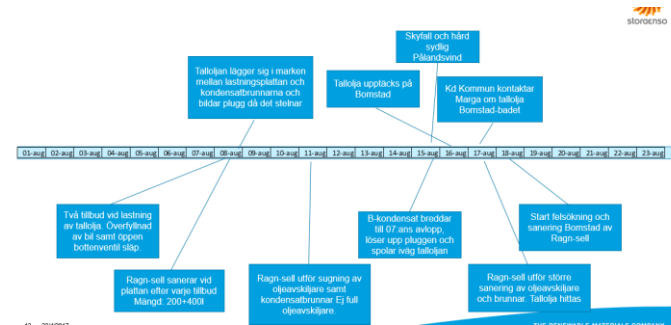 storaenso
Skyfall och hård
sydlig
Pålandsvind
Talloljan lägger sig i marken
mellan lastningsplattan och
kondensatbrunnarna och
bildar plugg då det stelnar
Tallolja upptäcks på
Bomstad
Kd Kommun kontaktar
Marga om tallolja
Bomstad-badet
01-aug 02-aug 03-aug 04-aug 05-aug 06-aug 07-aug 08-aug 09-aug 10-aug 11-aug 12-aug 13-aug 14-aug 15-aug 16-aug 17-aug 18-aug 19-aug 20-aug 21-aug 22-aug 23-aug
Två tillbud vid lastning
av tallolja. Överfyllnad
av bil samt öppen
bottenventil släp.
Ragn-sell sanerar vid
plattan efter varje tillbud
Mängd: 200+400l
Ragn-sell utför sugning av
oljeavskiljare samt
kondensatbrunnar Ej full
oljeavskiljare.
B-kondensat breddar
till 07:ans avlopp,
löser upp pluggen och
spolar iväg talloljan
Ragn-sell utför större
sanering av oljeavskiljare
och brunnar. Tallolja hittas
Start felsökning och
sanering Bomstad av
Ragn-sell
THE RENEWABLE MATERIALS COMPANY